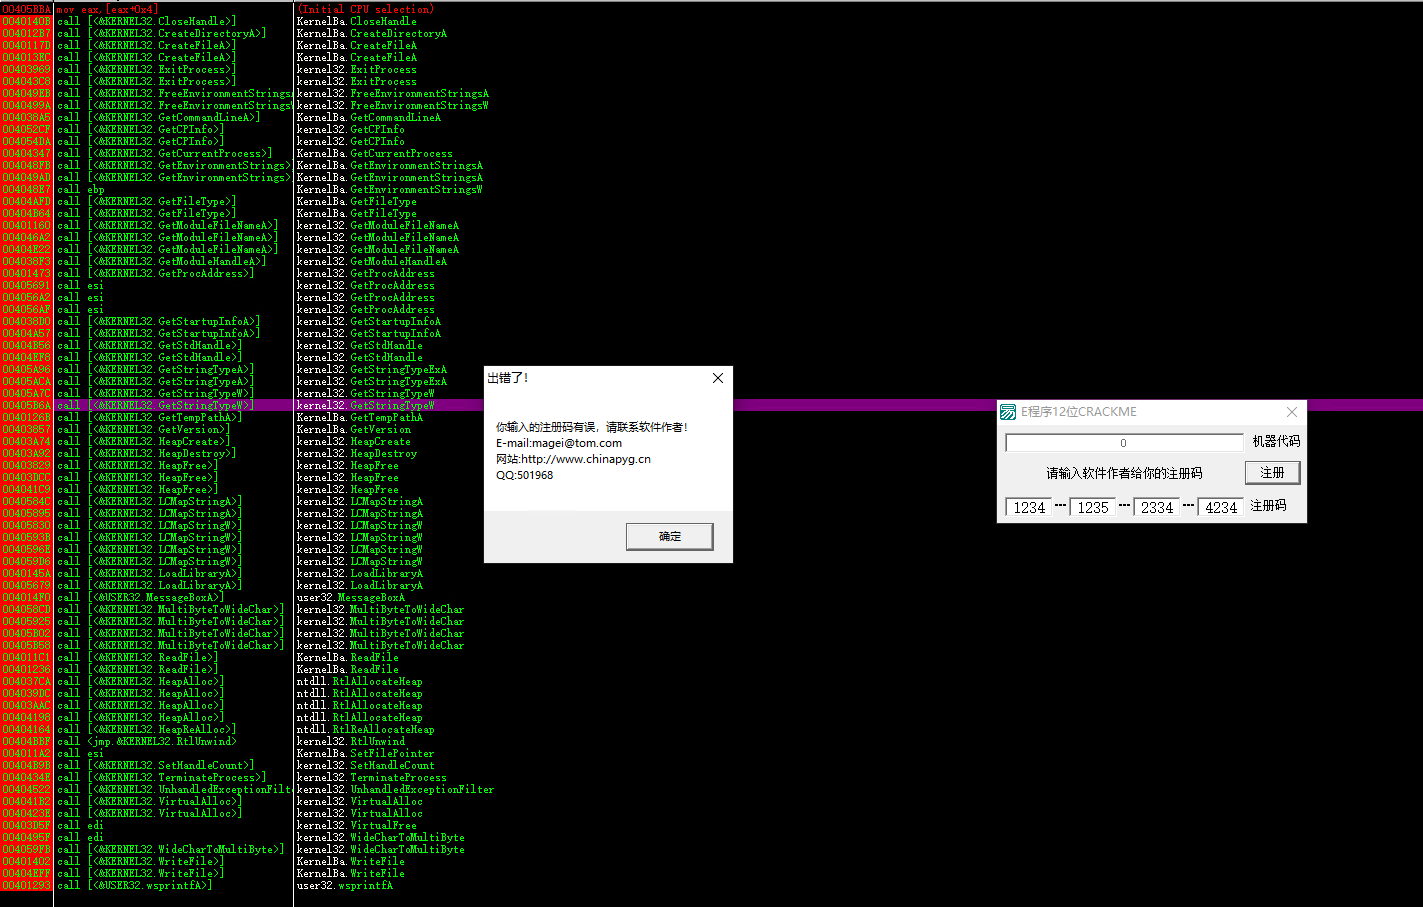 00405BBA mov eax,[eax+0x4] (Initial CPU selection)
0040140B call [<&KERNEL32.CloseHandle>] KernelBa.CloseHandle
004012B7 call [<&KERNEL32.CreateDirectoryA>] KernelBa.CreateDirectoryA
0040117D call [<&KERNEL32.CreateFileA>] KernelBa.CreateFileA
004013EC call [<&KERNEL32.CreateFileA>] KernelBa.CreateFileA
00403969 call [<&KERNEL32.ExitProcess>] kernel32.ExitProcess
004043C8 call [<&KERNEL32.ExitProcess>] kernel32.ExitProcess
004049EB call [<&KERNEL32.FreeEnvironmentStringsA kernel32.FreeEnvironmentStringsA
0040499A call [<&KERNEL32.FreeEnvironmentStringsW kernel32.FreeEnvironmentStringsW
004038A5 call [<&KERNEL32.GetCommandLineA>] KernelBa.GetCommandLineA
004052CF call [<&KERNEL32.GetCPInfo>] kernel32.GetCPInfo
004054DA call [<&KERNEL32.GetCPInfo>] kernel32.GetCPInfo
00404347 call [<&KERNEL32.GetCurrentProcess>] KernelBa.GetCurrentProcess
004048FB call [<&KERNEL32.GetEnvironmentStrings> KernelBa.GetEnvironmentStringsA
004049AD call [<&KERNEL32.GetEnvironmentStrings> KernelBa.GetEnvironmentStringsA
004048E7 call ebp KernelBa.GetEnvironmentStringsW
00404AFD call [<&KERNEL32.GetFileType>] KernelBa.GetFileType
00404B64 call [<&KERNEL32.GetFileType>] KernelBa.GetFileType
00401160 call [<&KERNEL32.GetModuleFileNameA>] kernel32.GetModuleFileNameA
004046A2 call [<&KERNEL32.GetModuleFileNameA>] kernel32.GetModuleFileNameA
00404E22 call [<&KERNEL32.GetModuleFileNameA>] kernel32.GetModuleFileNameA
004038F3 call [<&KERNEL32.GetModuleHandleA>] kernel32.GetModuleHandleA
00401473 call [<&KERNEL32.GetProcAddress>] kernel32.GetProcAddress
00405691 call esi kernel32.GetProcAddress
004056A2 call esi kernel32.GetProcAddress
004056AF call esi kernel32.GetProcAddress
004038D0 call [<&KERNEL32.GetStartupInfoA>] kernel32.GetStartupInfoA
00404A57 call [<&KERNEL32.GetStartupInfoA>] kernel32.GetStartupInfoA
00404B56 call [<&KERNEL32.GetStdHandle>] kernel32.GetStdHandle
00404EF8 call [<&KERNEL32.GetStdHandle>] kernel32.GetStdHandle
00405A96 call [<&KERNEL32.GetStringTypeA>] kernel32.GetStringTypeExA
00405ACA call [<&KERNEL32.GetStringTypeA>] kernel32.GetStringTypeExA
00405A7C call [<&KERNEL32.GetStringTypeW>] kernel32.GetStringTypeW
00405B6A call [<&KERNEL32.GetStringTypeW>] kernel32.GetStringTypeW
0040126B call [<&KERNEL32.GetTempPathA>] KernelBa.GetTempPathA
00403857 call [<&KERNEL32.GetVersion>] KernelBa.GetVersion
00403A74 call [<&KERNEL32.HeapCreate>] kernel32.HeapCreate
00403A92 call [<&KERNEL32.HeapDestroy>] kernel32.HeapDestroy
00403829 call [<&KERNEL32.HeapFree>] kernel32.HeapFree
00403DCC call [<&KERNEL32.HeapFree>] kernel32.HeapFree
004041C9 call [<&KERNEL32.HeapFree>] kernel32.HeapFree
0040584C call [<&KERNEL32.LCMapStringA>] kernel32.LCMapStringA
00405895 call [<&KERNEL32.LCMapStringA>] kernel32.LCMapStringA
00405830 call [<&KERNEL32.LCMapStringW>] kernel32.LCMapStringW
0040593B call [<&KERNEL32.LCMapStringW>] kernel32.LCMapStringW
0040596E call [<&KERNEL32.LCMapStringW>] kernel32.LCMapStringW
004059D6 call [<&KERNEL32.LCMapStringW>] kernel32.LCMapStringW
0040145A call [<&KERNEL32.LoadLibraryA>] kernel32.LoadLibraryA
00405679 call [<&KERNEL32.LoadLibraryA>] kernel32.LoadLibraryA
004014F0 call [<&USER32.MessageBoxA>] user32.MessageBoxA
004058CD call [<&KERNEL32.MultiByteToWideChar>] kernel32.MultiByteToWideChar
00405925 call [<&KERNEL32.MultiByteToWideChar>] kernel32.MultiByteToWideChar
00405B02 call [<&KERNEL32.MultiByteToWideChar>] kernel32.MultiByteToWideChar
00405B58 call [<&KERNEL32.MultiByteToWideChar>] kernel32.MultiByteToWideChar
004011C1 call [<&KERNEL32.ReadFile>] KernelBa.ReadFile
00401236 call [<&KERNEL32.ReadFile>] KernelBa.ReadFile
004037CA call [<&KERNEL32.HeapAlloc>] ntdll.RtlAllocateHeap
004039DC call [<&KERNEL32.HeapAlloc>] ntdll.RtlAllocateHeap
00403AAC call [<&KERNEL32.HeapAlloc>] ntdll.RtlAllocateHeap
00404198 call [<&KERNEL32.HeapAlloc>] ntdll.RtlAllocateHeap
00404164 call [<&KERNEL32.HeapReAlloc>] ntdll.RtlReAllocateHeap
00404BBF call <jmp.&KERNEL32.RtlUnwind> kernel32.RtlUnwind
004011A2 call esi KernelBa.SetFilePointer
00404B9B call [<&KERNEL32.SetHandleCount>] kernel32.SetHandleCount
0040434E call [<&KERNEL32.TerminateProcess>] kernel32.TerminateProcess
00404522 call [<&KERNEL32.UnhandledExceptionFilt kernel32.UnhandledExceptionFilter
004041B2 call [<&KERNEL32.VirtualAlloc>] kernel32.VirtualAlloc
0040423E call [<&KERNEL32.VirtualAlloc>] kernel32.VirtualAlloc
00403D5F call edi kernel32.VirtualFree
0040495F call edi kernel32.WideCharToMultiByte
004059FB call [<&KERNEL32.WideCharToMultiByte>] kernel32.WideCharToMultiByte
00401402 call [<&KERNEL32.WriteFile>] KernelBa.WriteFile
00404EFF call [<&KERNEL32.WriteFile>] KernelBa.WriteFile
00401293 call [<&USER32.wsprintfA>] user32.wsprintfA
出错了!
你输入的注册码有误，请联系软件作者!
E-mail:magei@tom.com
网站:http://www.chinapyg.cn
QQ:501968
确定
E程序12位CRACKME
0 机器代码
请输入软件作者给你的注册码 注册
1234 --- 1235 --- 2334 --- 4234 注册码